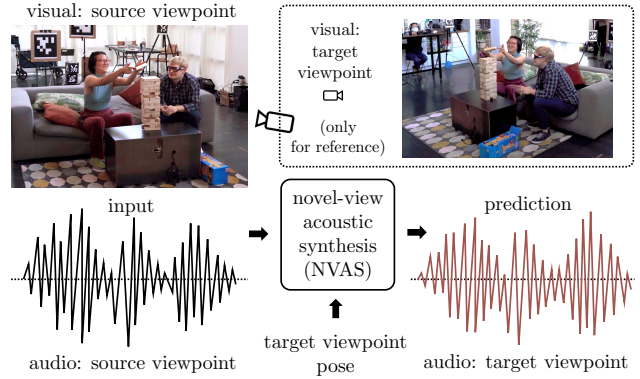 visual: source viewpoint
visual:
target
viewpoint
(only
for reference)
input
novel-view
acoustic
synthesis
(NVAS)
prediction
audio: source viewpoint
target viewpoint
pose
audio: target viewpoint